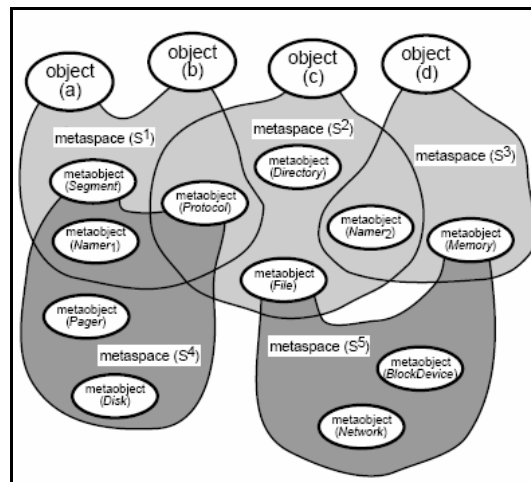 object
(a)
object
(b)
object
(c)
object
(d)
metaspace (S¹)
metaspace (S²)
metaspace (S³)
metaobject
(Segment)
metaobject
(Protocol)
metaobject
(Directory)
metaobject
(Namer₁)
metaobject
(Namer₂)
metaobject
(Memory)
metaobject
(File)
metaobject
(Pager)
metaspace (S⁴)
metaspace (S⁵)
metaobject
(Disk)
metaobject
(BlockDevice)
metaobject
(Network)